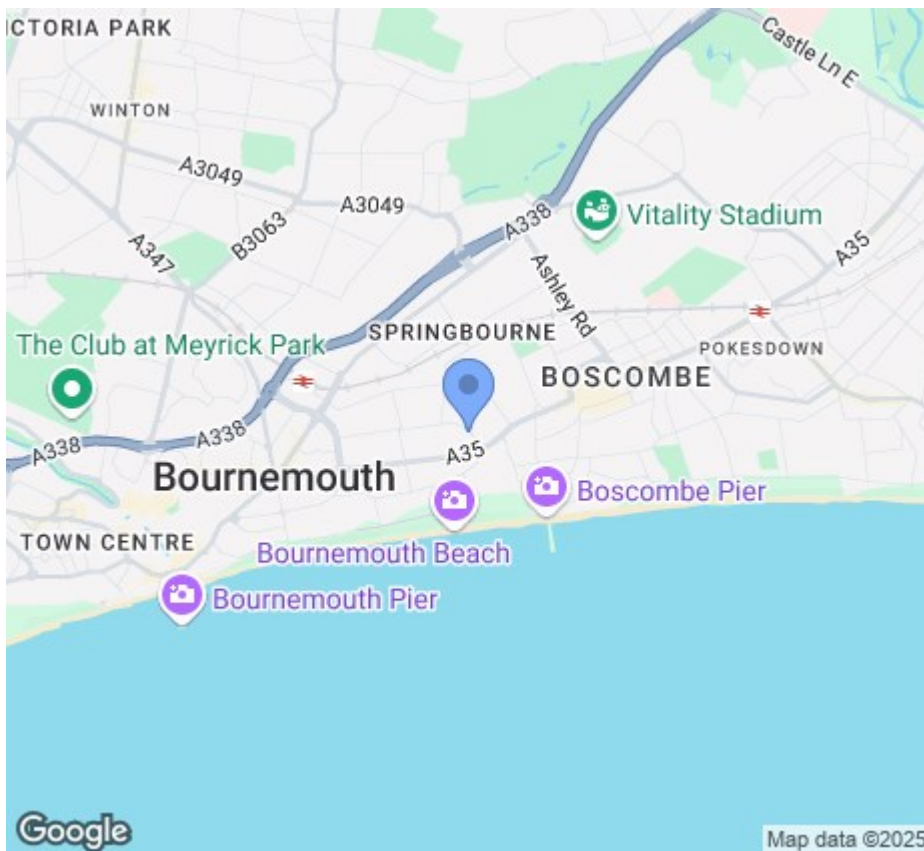 ICTORIA PARK
Castle Ln E
WINTON
A3049
A3049
A338
Vitality Stadium
A347
B3063
Ashley Rd
A35
SPRINGBOURNE
The Club at Meyrick Park
POKESDOWN
BOSCOMBE
A338
A338
A35
Bournemouth
Boscombe Pier
TOWN CENTRE
Bournemouth Beach
Bournemouth Pier
Google
Map data ©2025